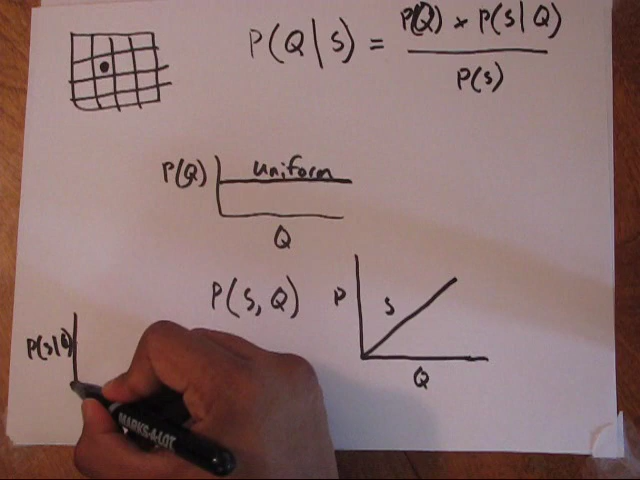 P(Q|S) = P(Q) × P(S|Q)
P(S)
P(Q) uniform
Q
P(S,Q) P S
Q
P(S|Q)
MARKS-A-LOT